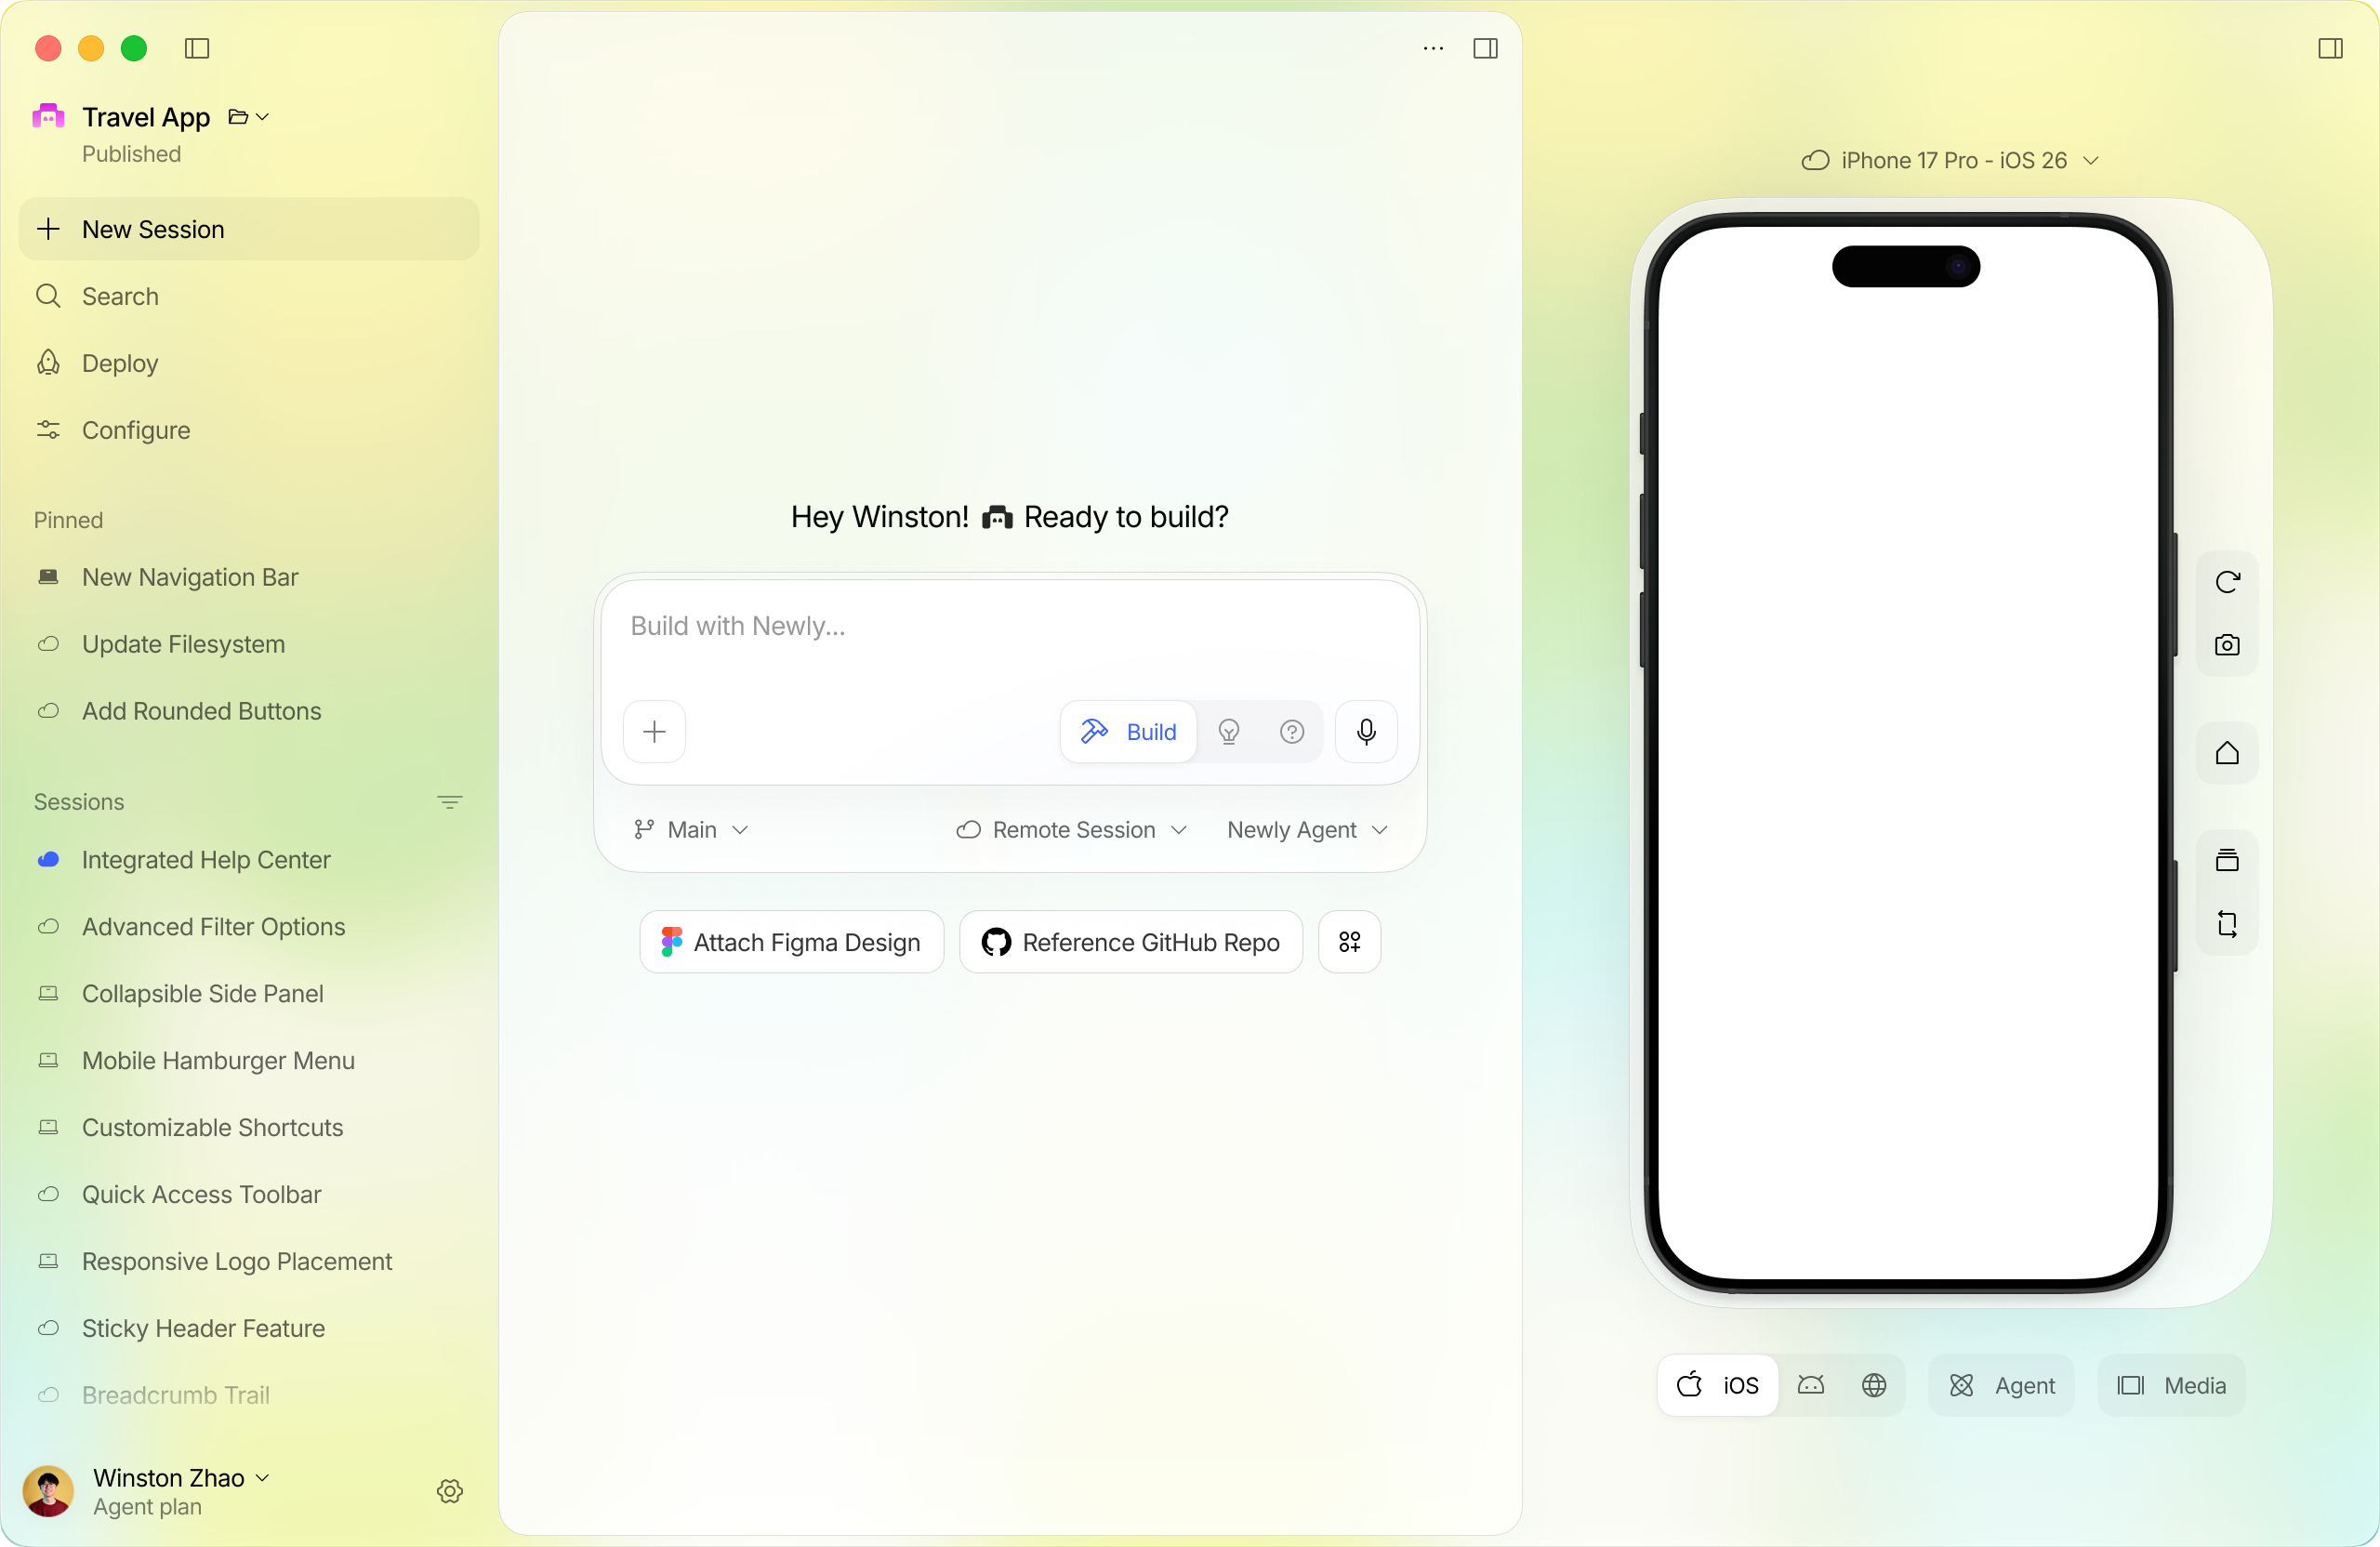 Travel App
Published
New Session
Search
Deploy
Configure
Pinned
New Navigation Bar
Update Filesystem
Add Rounded Buttons
Sessions
Integrated Help Center
Advanced Filter Options
Collapsible Side Panel
Mobile Hamburger Menu
Customizable Shortcuts
Quick Access Toolbar
Responsive Logo Placement
Sticky Header Feature
Breadcrumb Trail
Winston Zhao
Agent plan
Hey Winston! Ready to build?
Build with Newly...
Build
Main
Remote Session
Newly Agent
Attach Figma Design
Reference GitHub Repo
iPhone 17 Pro - iOS 26
iOS
Agent
Media